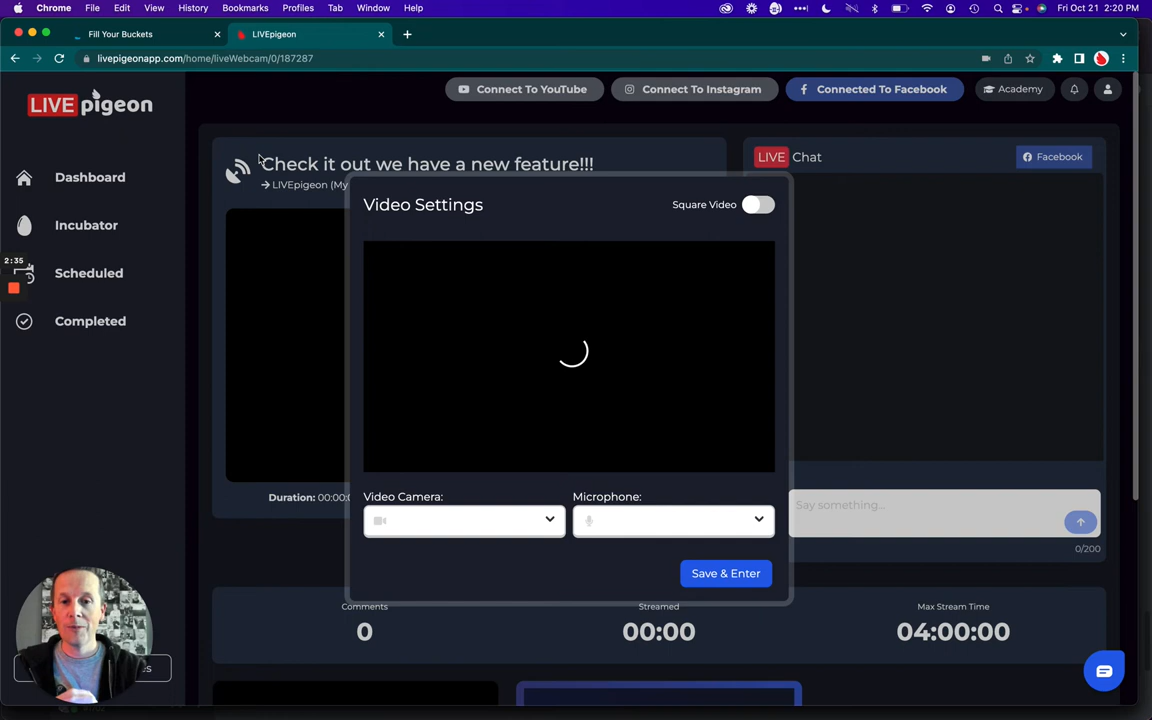 Chrome File Edit View History Bookmarks Profiles Tab Window Help Fri Oct 21 2:20 PM
Fill Your Buckets LIVEpigeon
livepigeonapp.com/home/liveWebcam/0/187287
LIVEpigeon
Connect To YouTube Connect To Instagram Connected To Facebook Academy
Dashboard
Incubator
Scheduled
Completed
2:35
Check it out we have a new feature!!!
LIVEpigeon (My
Duration: 00:00:0
LIVE Chat Facebook
Video Settings Square Video
Video Camera: Microphone:
Save & Enter
Say something...
0/200
Comments Streamed Max Stream Time
0 00:00 04:00:00